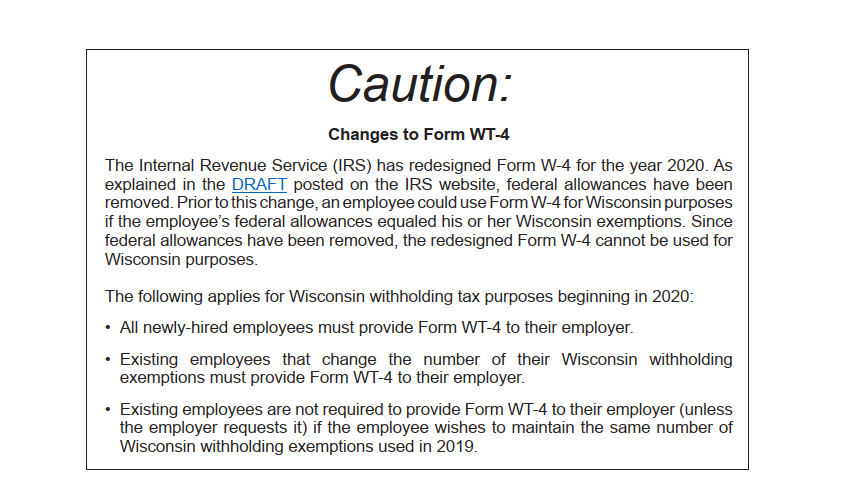 Caution:
Changes to Form WT-4
The Internal Revenue Service (IRS) has redesigned Form W-4 for the year 2020. As
explained in the DRAFT posted on the IRS website, federal allowances have been
removed. Prior to this change, an employee could use Form W-4 for Wisconsin purposes
if the employee’s federal allowances equaled his or her Wisconsin exemptions. Since
federal allowances have been removed, the redesigned Form W-4 cannot be used for
Wisconsin purposes.
The following applies for Wisconsin withholding tax purposes beginning in 2020:
• All newly-hired employees must provide Form WT-4 to their employer.
• Existing employees that change the number of their Wisconsin withholding
exemptions must provide Form WT-4 to their employer.
• Existing employees are not required to provide Form WT-4 to their employer (unless
the employer requests it) if the employee wishes to maintain the same number of
Wisconsin withholding exemptions used in 2019.